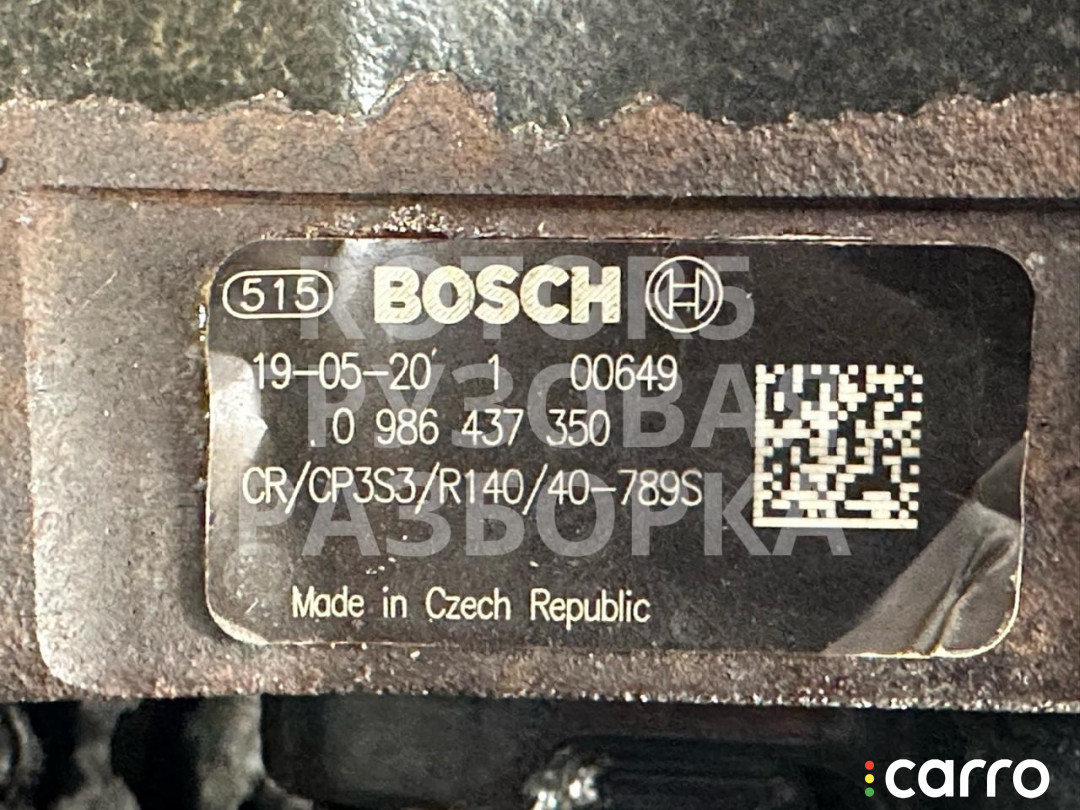 515 BOSCH
19-05-20 1 00649
0 986 437 350
CR/CP3S3/R140/40-789S
Made in Czech Republic
КОТОР5
РУЗОВАЯ
РАЗБОРКА
carro